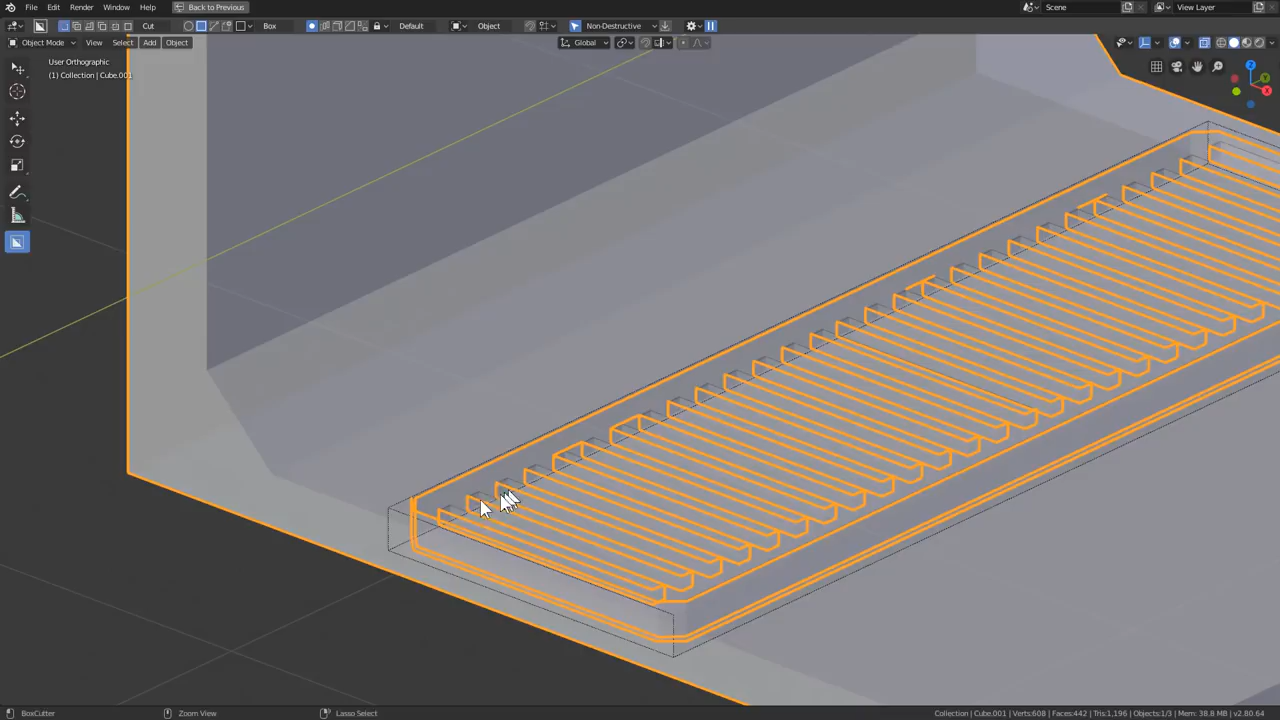 File Edit Render Window Help Back to Previous Scene View Layer
Cut Box Default Object Non-Destructive
Object Mode View Select Add Object Global
User Orthographic
(1) Collection | Cube.001
X
Y
Z
BoxCutter Zoom View Lasso Select Collection | Cube.001 | Verts:608 | Faces:442 | Tris:1,196 | Objects:1/3 | Mem: 38.8 MB | v2.80.64